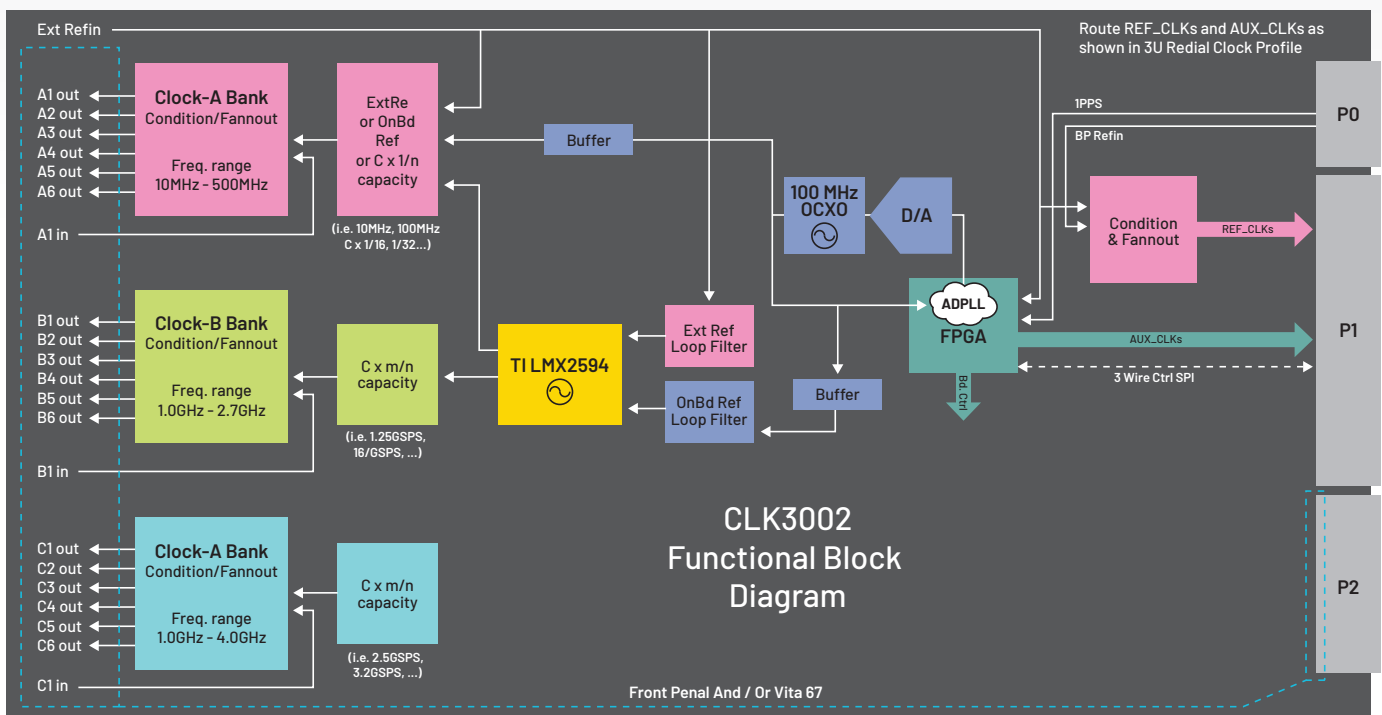 Ext Refin
Route REF_CLKs and AUX_CLKs as
shown in 3U Redial Clock Profile
A1 out
A2 out
A3 out
A4 out
A5 out
A6 out
A1 in
Clock-A Bank
Condition/Fannout
Freq. range
10MHz - 500MHz
ExtRe
or OnBd
Ref
or C x 1/n
capacity
(i.e. 10MHz, 100MHz
C x 1/16, 1/32...)
Buffer
100 MHz
OCXO
D/A
1PPS
BP Refin
P0
Condition
& Fannout
REF_CLKs
B1 out
B2 out
B3 out
B4 out
B5 out
B6 out
B1 in
Clock-B Bank
Condition/Fannout
Freq. range
1.0GHz - 2.7GHz
C x m/n
capacity
(i.e. 1.25GSPS,
16/GSPS, ...)
TI LMX2594
Ext Ref
Loop Filter
OnBd Ref
Loop Filter
Buffer
ADPLL
FPGA
Bd. Ctrl
AUX_CLKs
3 Wire Ctrl SPI
P1
C1 out
C2 out
C3 out
C4 out
C5 out
C6 out
C1 in
Clock-A Bank
Condition/Fannout
Freq. range
1.0GHz - 4.0GHz
C x m/n
capacity
(i.e. 2.5GSPS,
3.2GSPS, ...)
CLK3002
Functional Block
Diagram
P2
Front Penal And / Or Vita 67